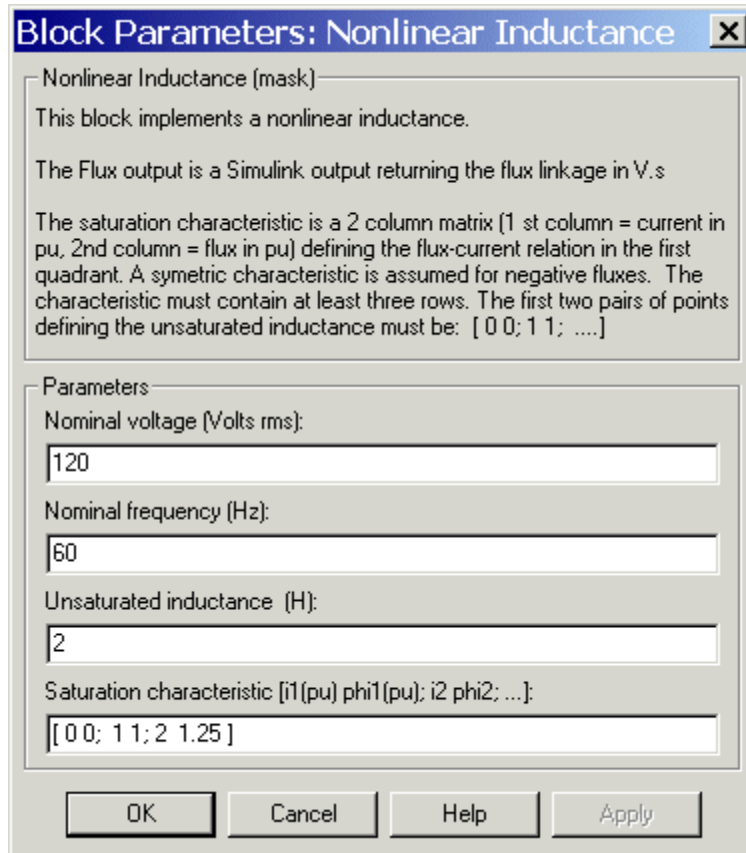 Block Parameters: Nonlinear Inductance
Nonlinear Inductance (mask)
This block implements a nonlinear inductance.
The Flux output is a Simulink output returning the flux linkage in V.s
The saturation characteristic is a 2 column matrix (1 st column = current in
pu, 2nd column = flux in pu) defining the flux-current relation in the first
quadrant. A symetric characteristic is assumed for negative fluxes.  The
characteristic must contain at least three rows. The first two pairs of points
defining the unsaturated inductance must be:  [ 0 0; 1 1;  ....]
Parameters
Nominal voltage (Volts rms):
120
Nominal frequency (Hz):
60
Unsaturated inductance  (H):
2
Saturation characteristic [i1(pu) phi1(pu); i2 phi2; ...]:
[ 0 0;  1 1; 2  1.25 ]
OK Cancel Help Apply